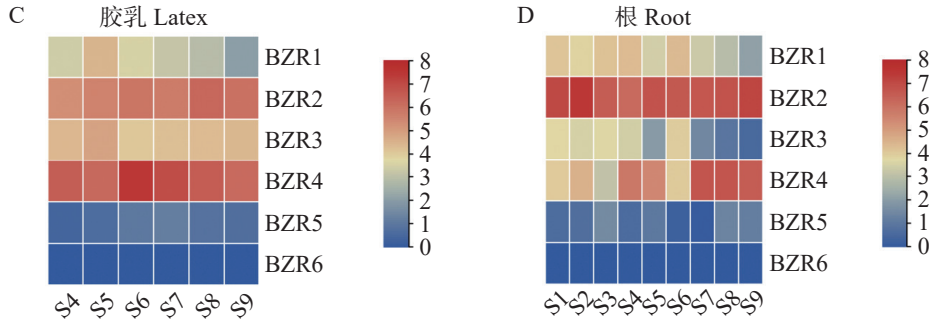 C
胶乳 Latex
BZR1
BZR2
BZR3
BZR4
BZR5
BZR6
S4 S5 S6 S7 S8 S9
8
7
6
5
4
3
2
1
0
D
根 Root
BZR1
BZR2
BZR3
BZR4
BZR5
BZR6
S1 S2 S3 S4 S5 S6 S7 S8 S9
8
7
6
5
4
3
2
1
0